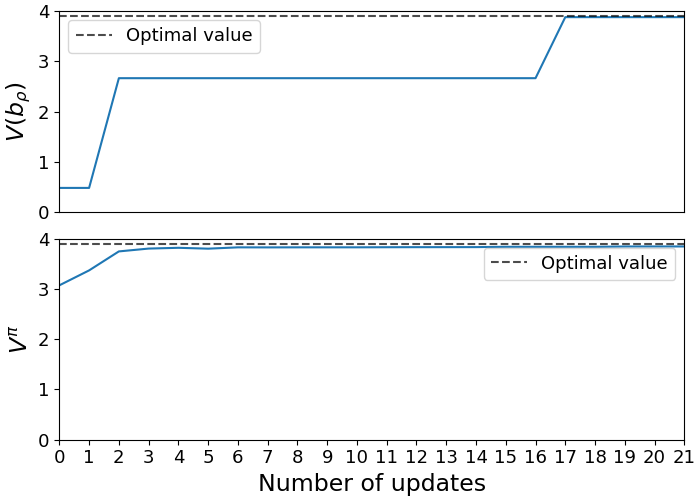 4
3
2
1
0
V(bρ)
Optimal value
4
3
2
1
0
Vπ
Optimal value
0 1 2 3 4 5 6 7 8 9 10 11 12 13 14 15 16 17 18 19 20 21
Number of updates